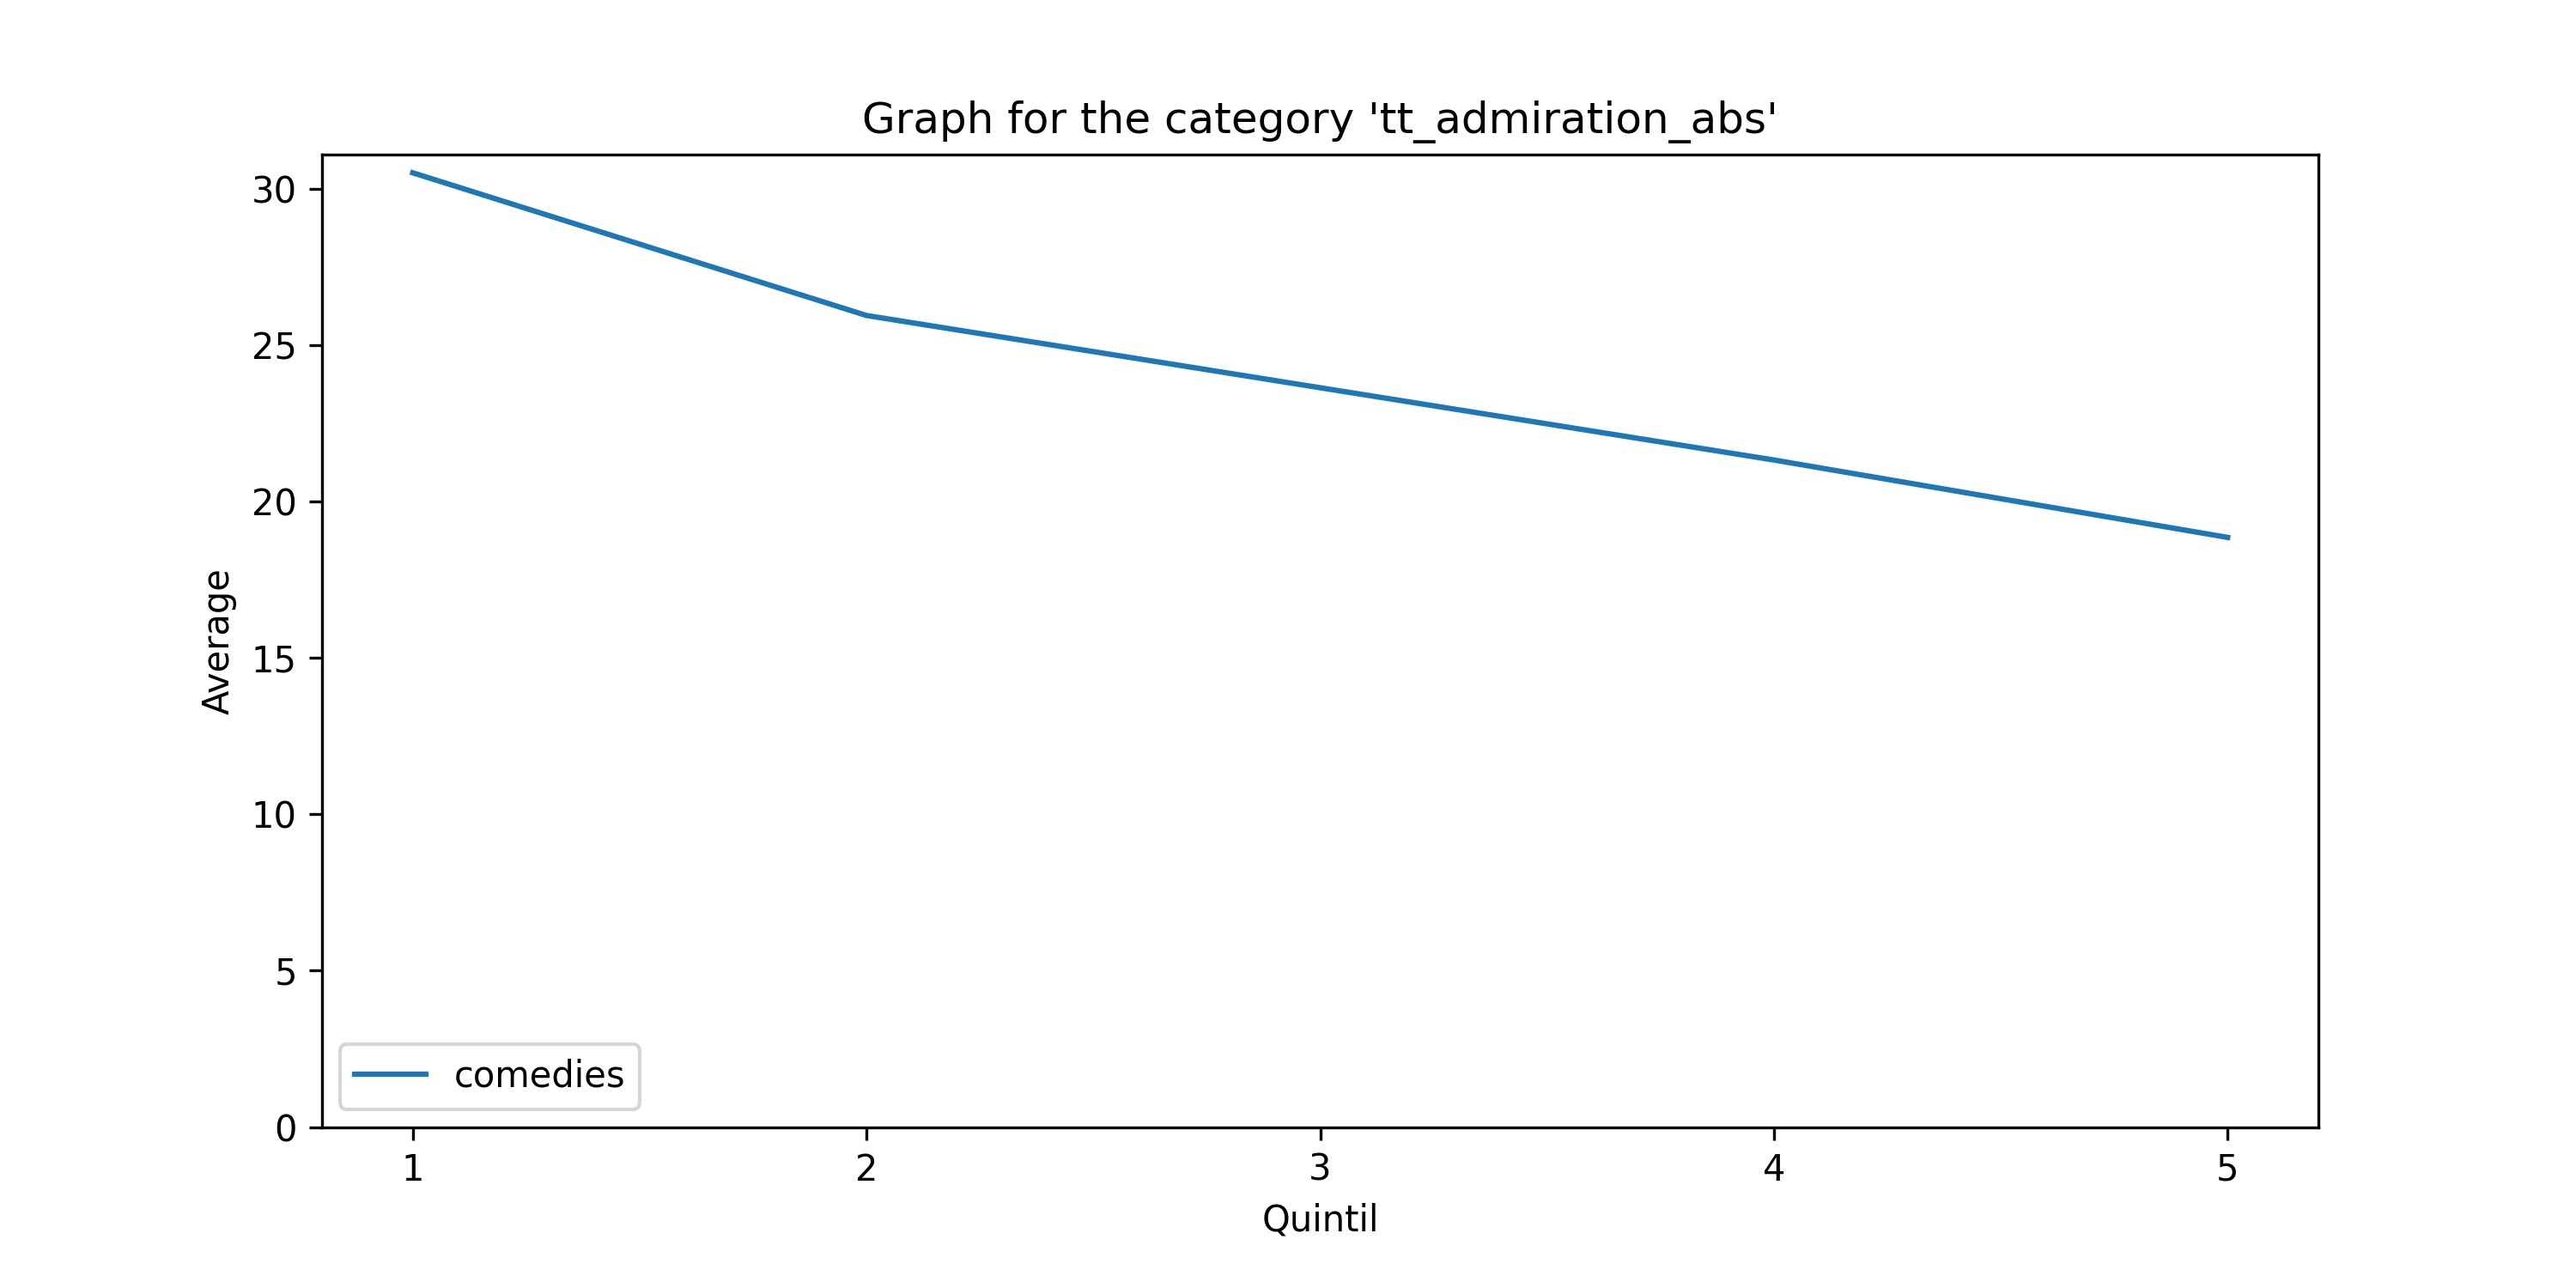 Graph for the category 'tt_admiration_abs'
30
25
20
15
10
5
0
Average
comedies
1 2 3 4 5
Quintil